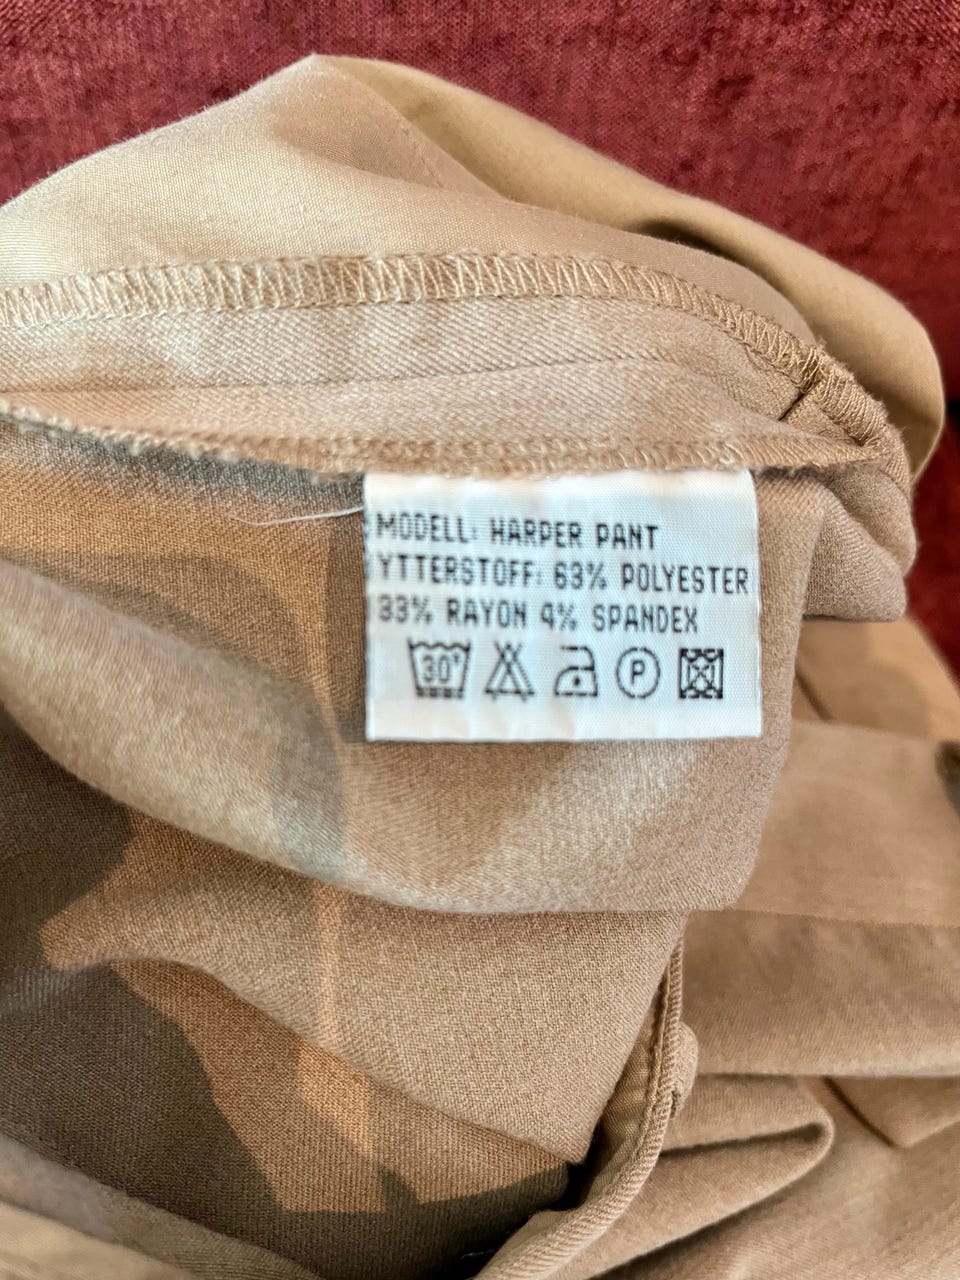 MODELL: HARPER PANT
YTTERSTOFF: 63% POLYESTER
33% RAYON 4% SPANDEX
30° P